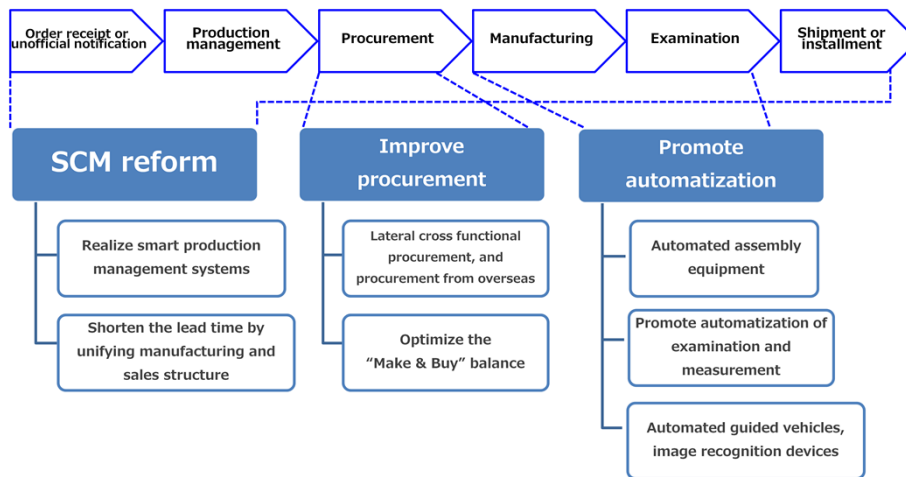 Order receipt or
unofficial notification
Production
management
Procurement
Manufacturing
Examination
Shipment or
installment
SCM reform
Improve
procurement
Promote
automatization
Realize smart production
management systems
Shorten the lead time by
unifying manufacturing and
sales structure
Lateral cross functional
procurement, and
procurement from overseas
Optimize the
“Make & Buy” balance
Automated assembly
equipment
Promote automatization of
examination and
measurement
Automated guided vehicles,
image recognition devices